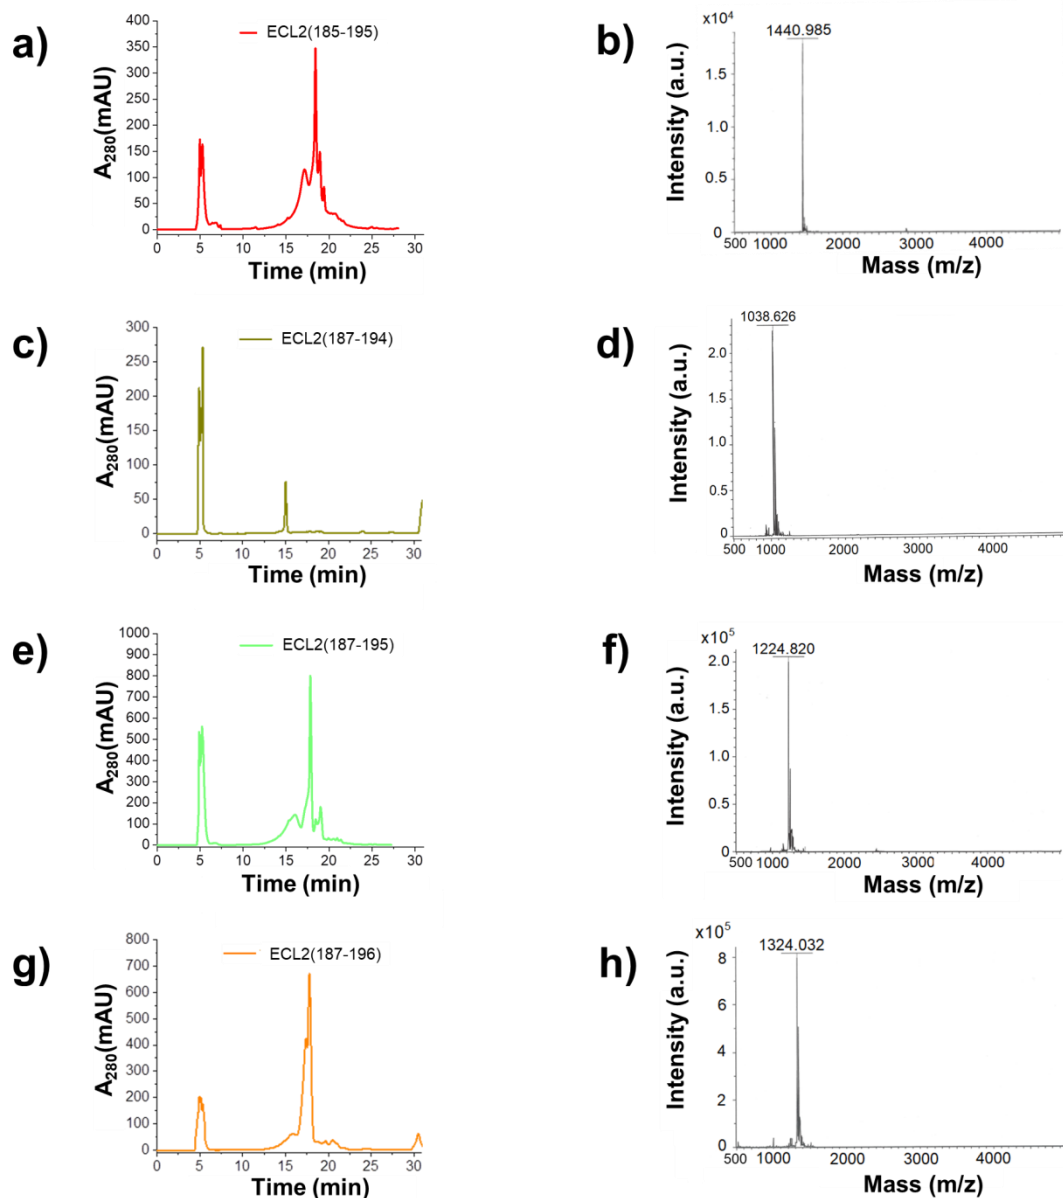 a)
ECL2(185-195)
400
350
300
250
200
150
100
50
0
A280(mAU)
0 5 10 15 20 25 30
Time (min)
b)
x10^4
1440.985
1.5
1.0
0.5
0.0
Intensity (a.u.)
500 1000 2000 3000 4000
Mass (m/z)
c)
ECL2(187-194)
300
250
200
150
100
50
0
A280(mAU)
0 5 10 15 20 25 30
Time (min)
d)
1038.626
2.0
1.5
1.0
0.5
0
Intensity (a.u.)
500 1000 2000 3000 4000
Mass (m/z)
e)
ECL2(187-195)
1000
900
800
700
600
500
400
300
200
100
0
A280(mAU)
0 5 10 15 20 25 30
Time (min)
f)
x10^5
1224.820
2.0
1.5
1.0
0.5
0
Intensity (a.u.)
500 1000 2000 3000 4000
Mass (m/z)
g)
ECL2(187-196)
800
700
600
500
400
300
200
100
0
A280(mAU)
0 5 10 15 20 25 30
Time (min)
h)
x10^5
1324.032
8
6
4
2
0
Intensity (a.u.)
500 1000 2000 3000 4000
Mass (m/z)